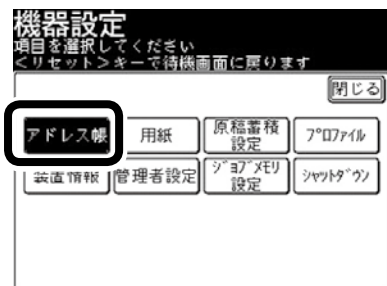 機器設定
項目を選択してください
<リセット>キーで待機画面に戻ります
閉じる
アドレス帳 用紙 原稿蓄積 ﾌﾟﾛﾌｧｲﾙ
設定
装置情報 管理者設定 ｼﾞｮﾌﾞﾒﾓﾘ ｼｬｯﾄﾀﾞｳﾝ
設定